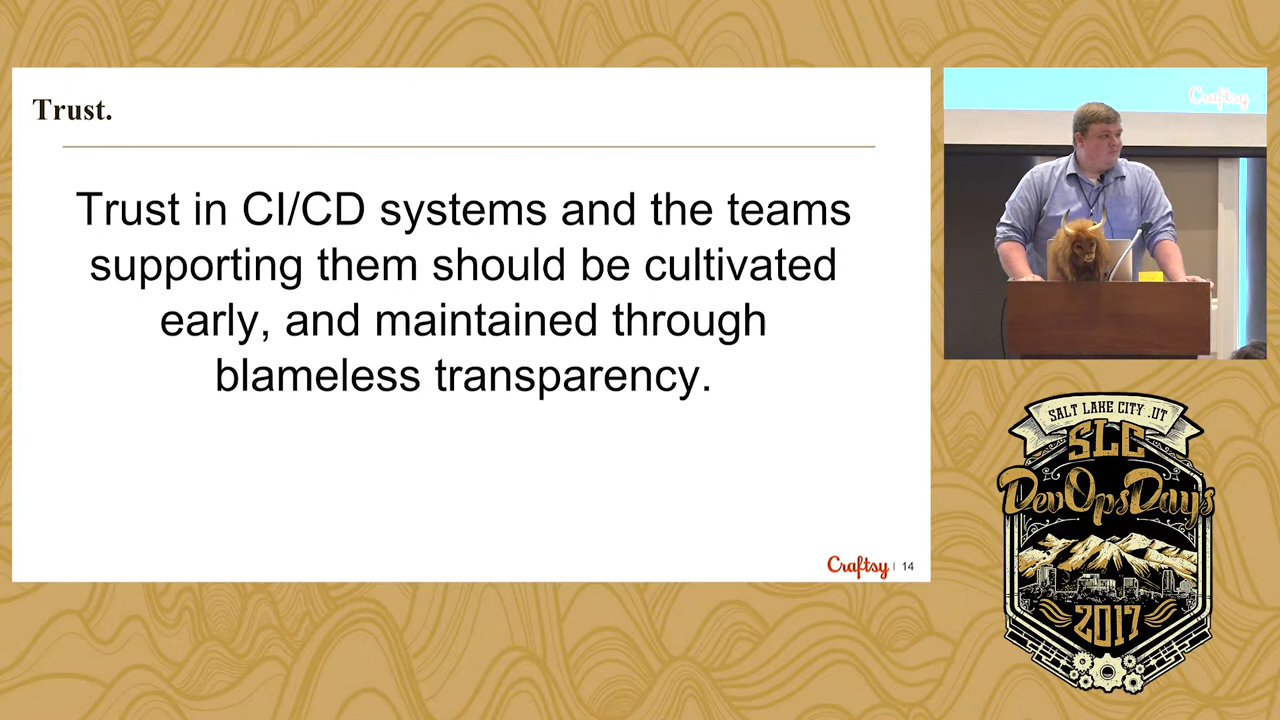 Trust.
Trust in CI/CD systems and the teams
supporting them should be cultivated
early, and maintained through
blameless transparency.
Craftsy | 14
Craftsy
SALT LAKE CITY .UT
SLC
DevOpsDays
2017